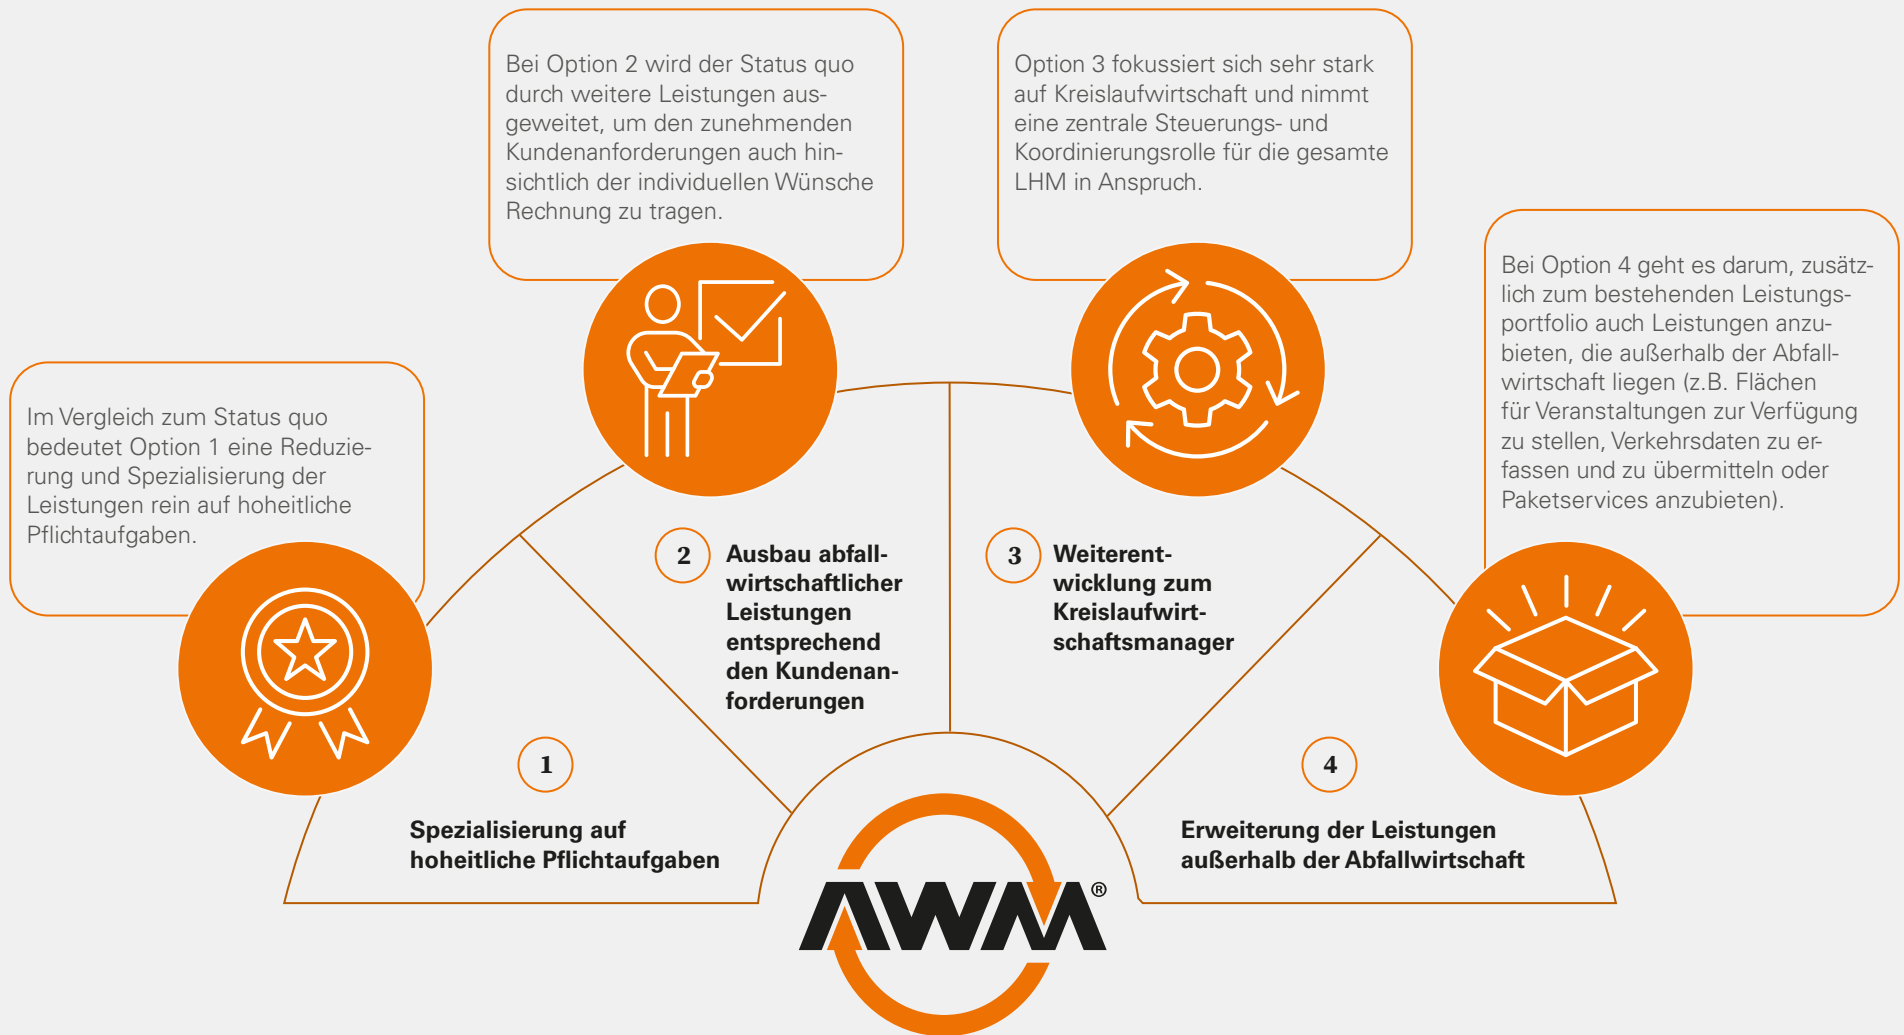 Im Vergleich zum Status quo
bedeutet Option 1 eine Reduzie-
rung und Spezialisierung der
Leistungen rein auf hoheitliche
Pflichtaufgaben.
1
Spezialisierung auf
hoheitliche Pflichtaufgaben
Bei Option 2 wird der Status quo
durch weitere Leistungen aus-
geweitet, um den zunehmenden
Kundenanforderungen auch hin-
sichtlich der individuellen Wünsche
Rechnung zu tragen.
2
Ausbau abfall-
wirtschaftlicher
Leistungen
entsprechend
den Kundenan-
forderungen
Option 3 fokussiert sich sehr stark
auf Kreislaufwirtschaft und nimmt
eine zentrale Steuerungs- und
Koordinierungsrolle für die gesamte
LHM in Anspruch.
3
Weiterent-
wicklung zum
Kreislaufwirt-
schaftsmanager
Bei Option 4 geht es darum, zusätz-
lich zum bestehenden Leistungs-
portfolio auch Leistungen anzu-
bieten, die außerhalb der Abfall-
wirtschaft liegen (z.B. Flächen
für Veranstaltungen zur Verfügung
zu stellen, Verkehrsdaten zu er-
fassen und zu übermitteln oder
Paketservices anzubieten).
4
Erweiterung der Leistungen
außerhalb der Abfallwirtschaft
AWM®